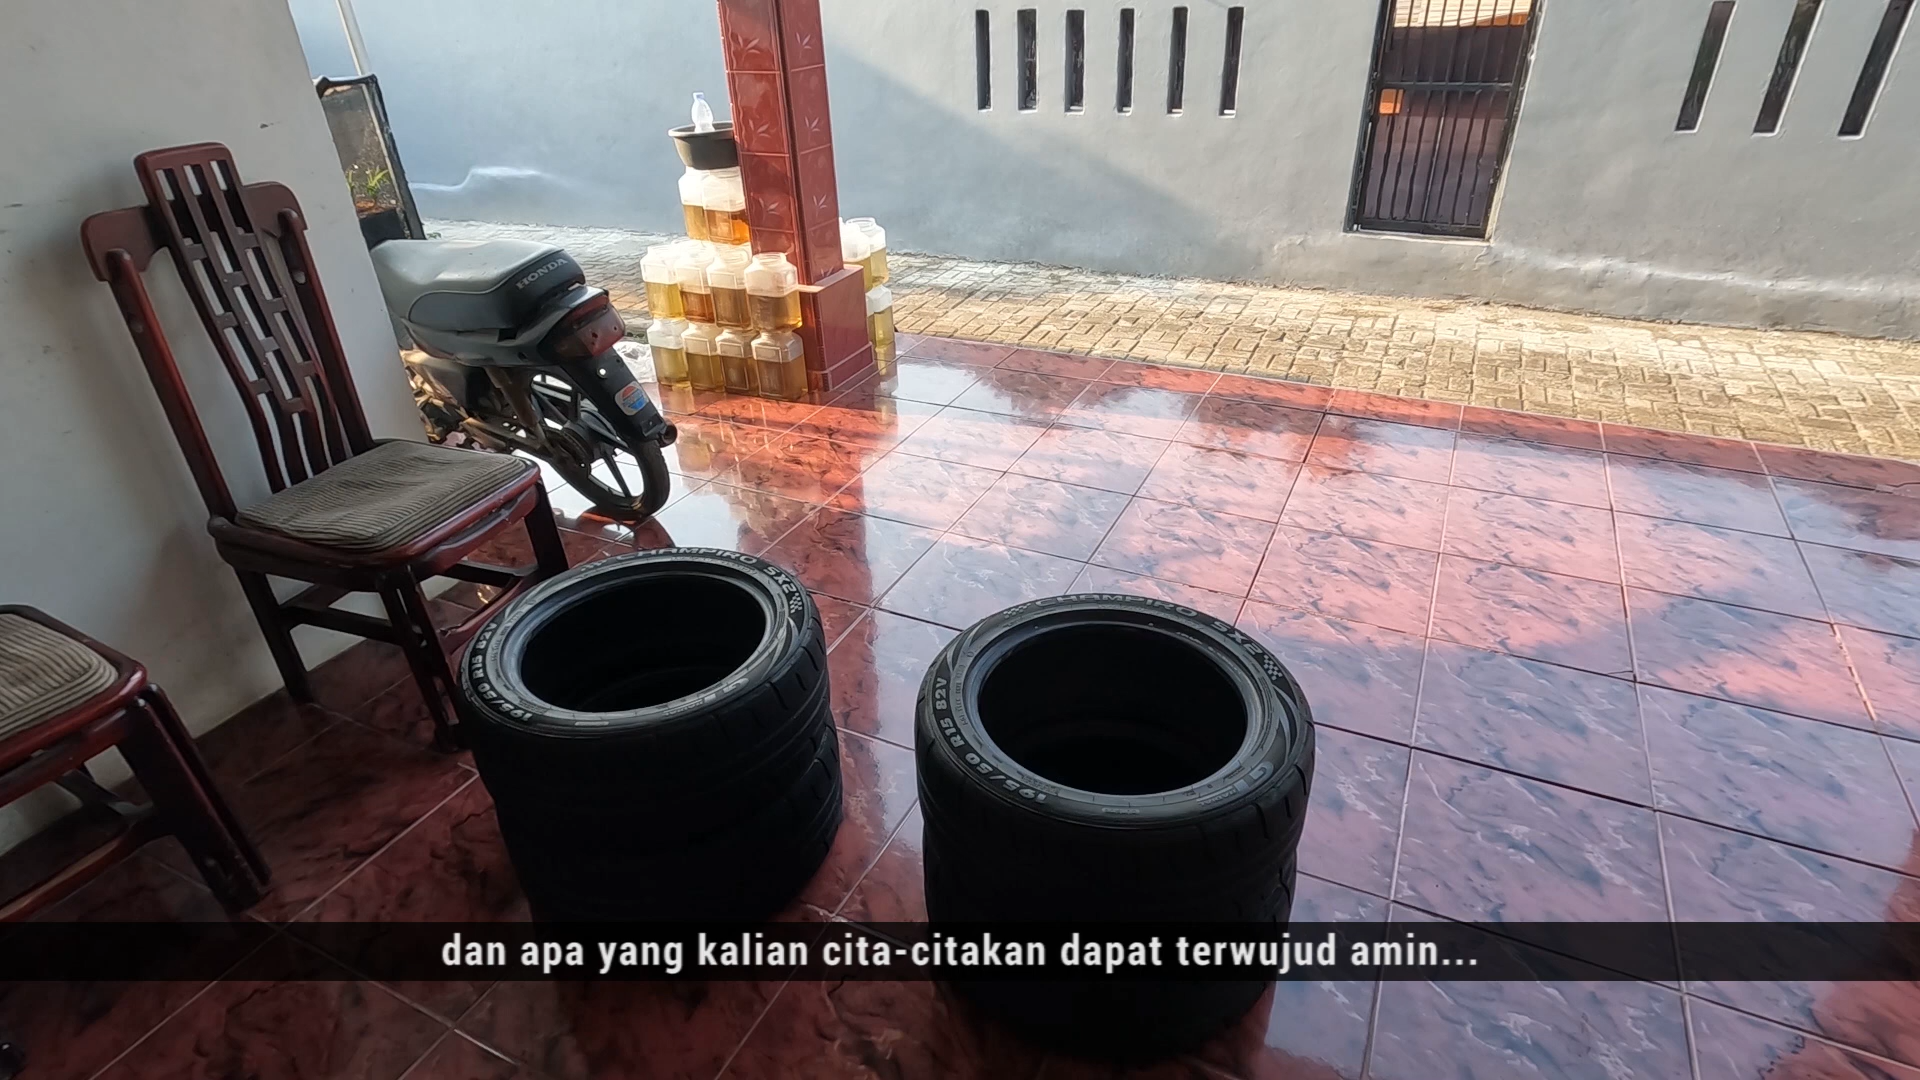 HONDA
CHAMPIRO SX2
195/50 R15 82V
CHAMPIRO SX2
195/50 R15 82V
dan apa yang kalian cita-citakan dapat terwujud amin...